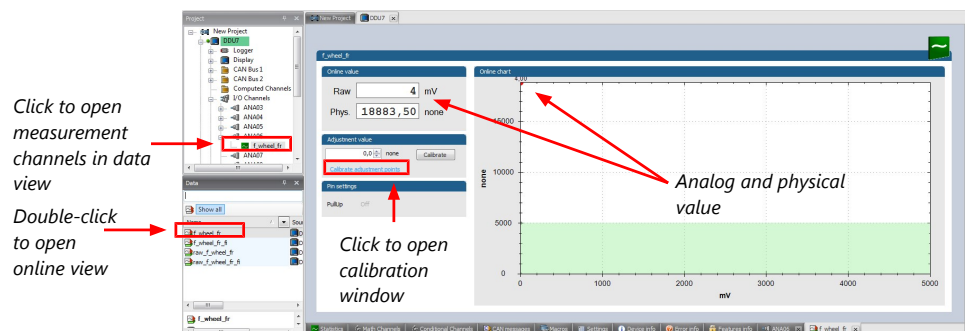 Project
New Project
DDU7
Logger
Display
CAN Bus 1
CAN Bus 2
Computed Channels
I/O Channels
ANA03
ANA04
ANA05
f_wheel_fr
ANA07
Data
Show all
Name
f_wheel_fr
f_wheel_fr_fi
raw_f_wheel_fr
raw_f_wheel_fr_fi
f_wheel_fr
Click to open
measurement
channels in data
view
Double-click
to open
online view
New Project DDU7
f_wheel_fr
Online value
Raw 4 mV
Phys. 18883,50 none
Adjustment value
0,0 none Calibrate
Calibrate adjustment points
Pin settings
PullUp Off
Click to open
calibration
window
Online chart
4,00
15000
10000
5000
0
none
0 1000 2000 3000 4000 5000
mV
Analog and physical
value
Statistics Math Channels Conditional Channels CAN messages Macros Settings Device info Error info Features info ANA05 f_wheel_fr